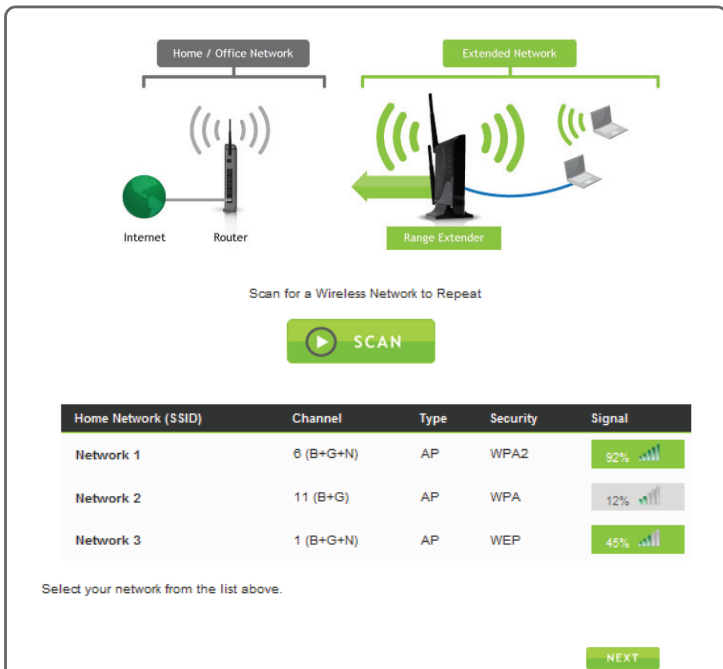 Home / Office Network
Extended Network
Internet
Router
Range Extender
Scan for a Wireless Network to Repeat
SCAN
Home Network (SSID) Channel Type Security Signal
Network 1 6 (B+G+N) AP WPA2 92%
Network 2 11 (B+G) AP WPA 12%
Network 3 1 (B+G+N) AP WEP 45%
Select your network from the list above.
NEXT